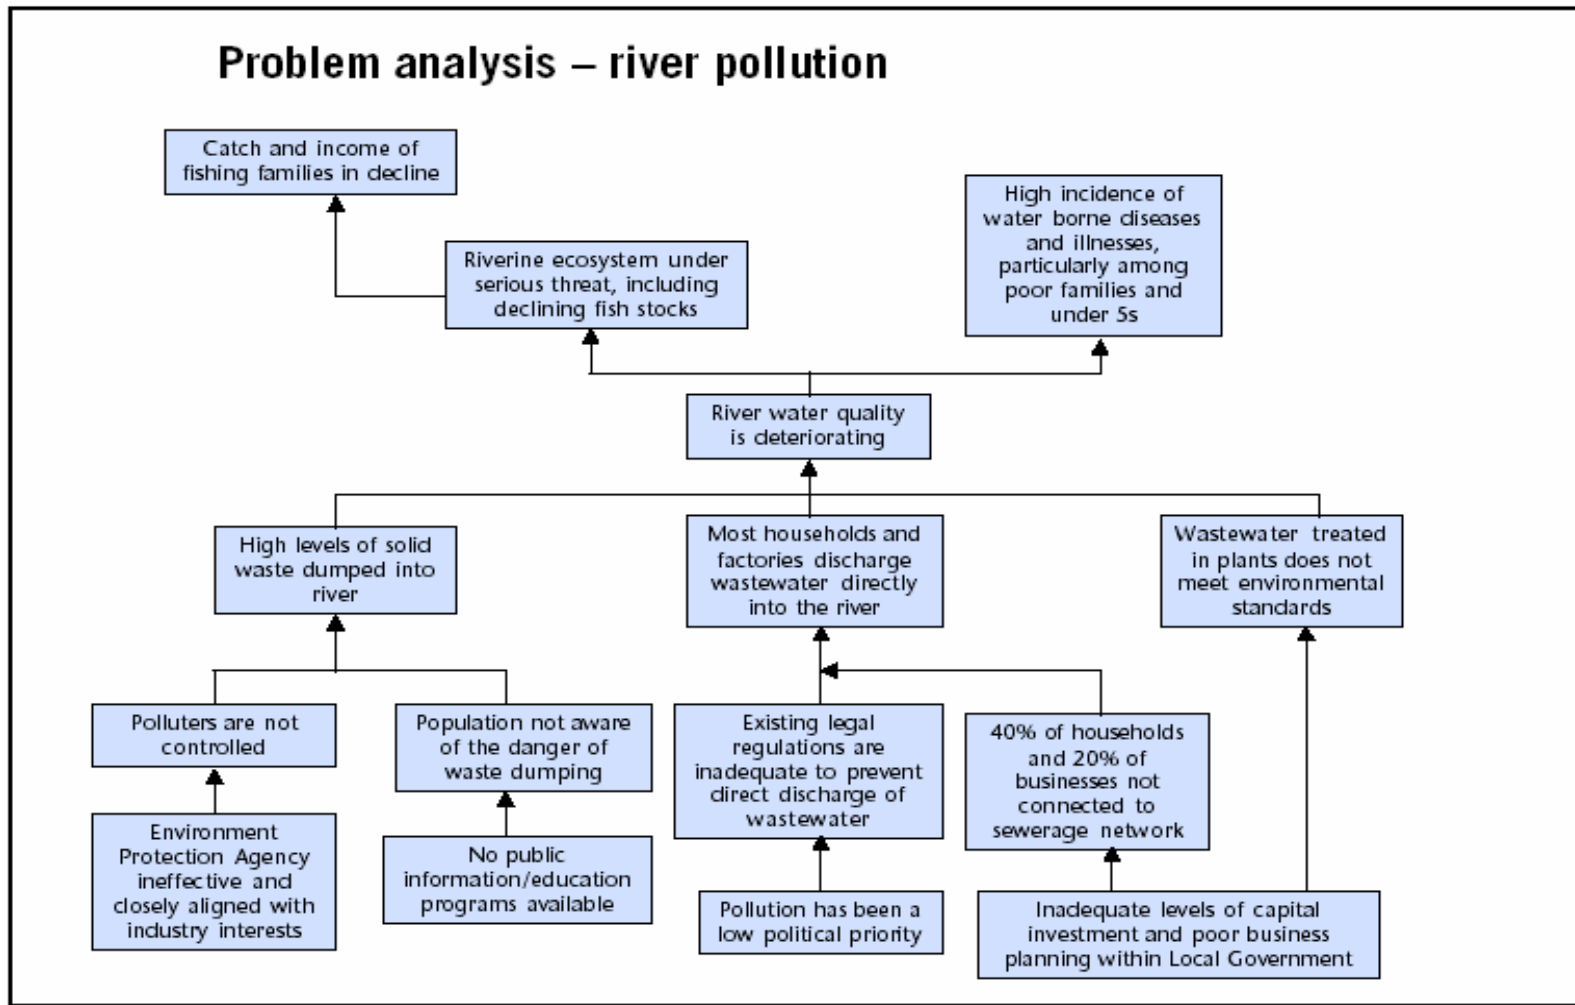 Problem analysis – river pollution
Catch and income of
fishing families in decline
High incidence of
water borne diseases
and illnesses,
particularly among
poor families and
under 5s
Riverine ecosystem under
serious threat, including
declining fish stocks
River water quality
is deteriorating
High levels of solid
waste dumped into
river
Most households and
factories discharge
wastewater directly
into the river
Wastewater treated
in plants does not
meet environmental
standards
Polluters are not
controlled
Population not aware
of the danger of
waste dumping
Existing legal
regulations are
inadequate to prevent
direct discharge of
wastewater
40% of households
and 20% of
businesses not
connected to
sewerage network
Environment
Protection Agency
ineffective and
closely aligned with
industry interests
No public
information/education
programs available
Pollution has been a
low political priority
Inadequate levels of capital
investment and poor business
planning within Local Government